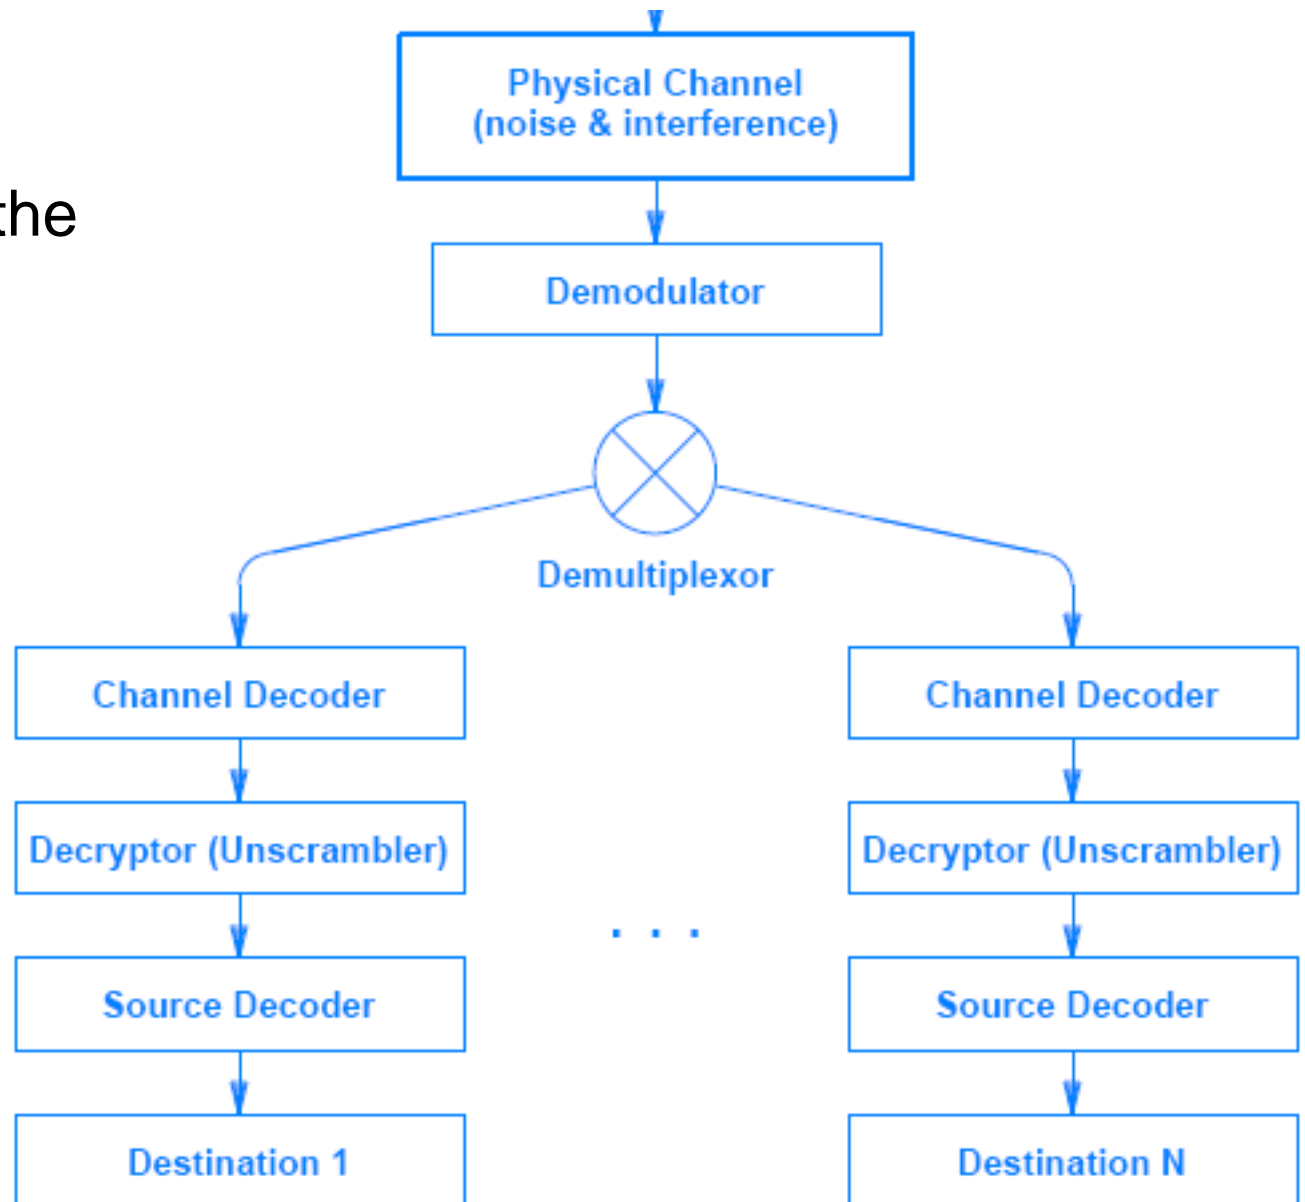 Physical Channel
(noise & interference)
the
Demodulator
Demultiplexor
Channel Decoder
Channel Decoder
Decryptor (Unscrambler)
Decryptor (Unscrambler)
. . .
Source Decoder
Source Decoder
Destination 1
Destination N